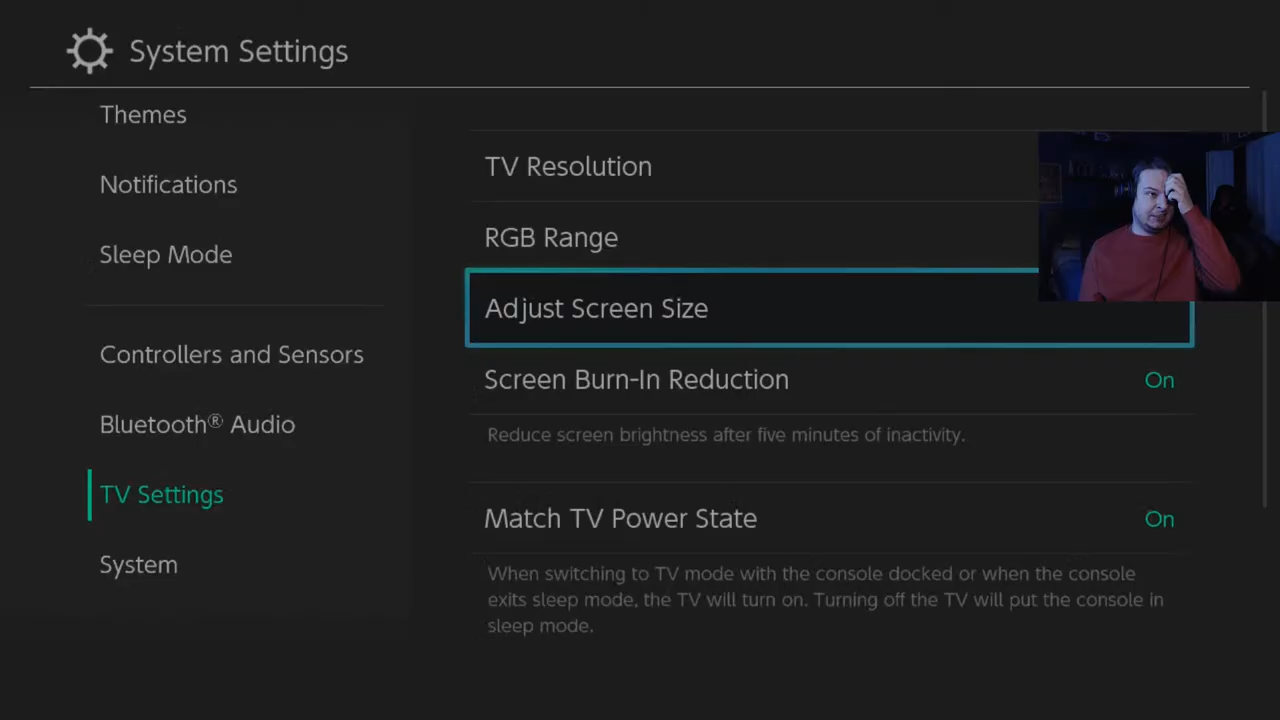 System Settings
Themes
Notifications
Sleep Mode
Controllers and Sensors
Bluetooth® Audio
TV Settings
System
TV Resolution
RGB Range
Adjust Screen Size
Screen Burn-In Reduction On
Reduce screen brightness after five minutes of inactivity.
Match TV Power State On
When switching to TV mode with the console docked or when the console
exits sleep mode, the TV will turn on. Turning off the TV will put the console in
sleep mode.